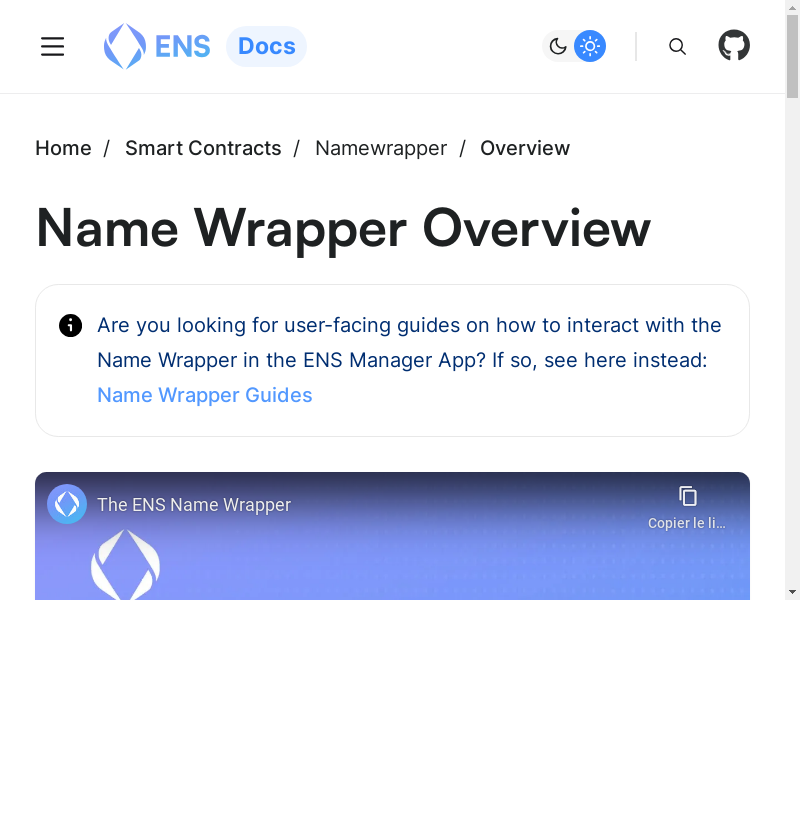 ENS Docs
Home / Smart Contracts / Namewrapper / Overview
Name Wrapper Overview
Are you looking for user-facing guides on how to interact with the
Name Wrapper in the ENS Manager App? If so, see here instead:
Name Wrapper Guides
The ENS Name Wrapper
Copier le li…